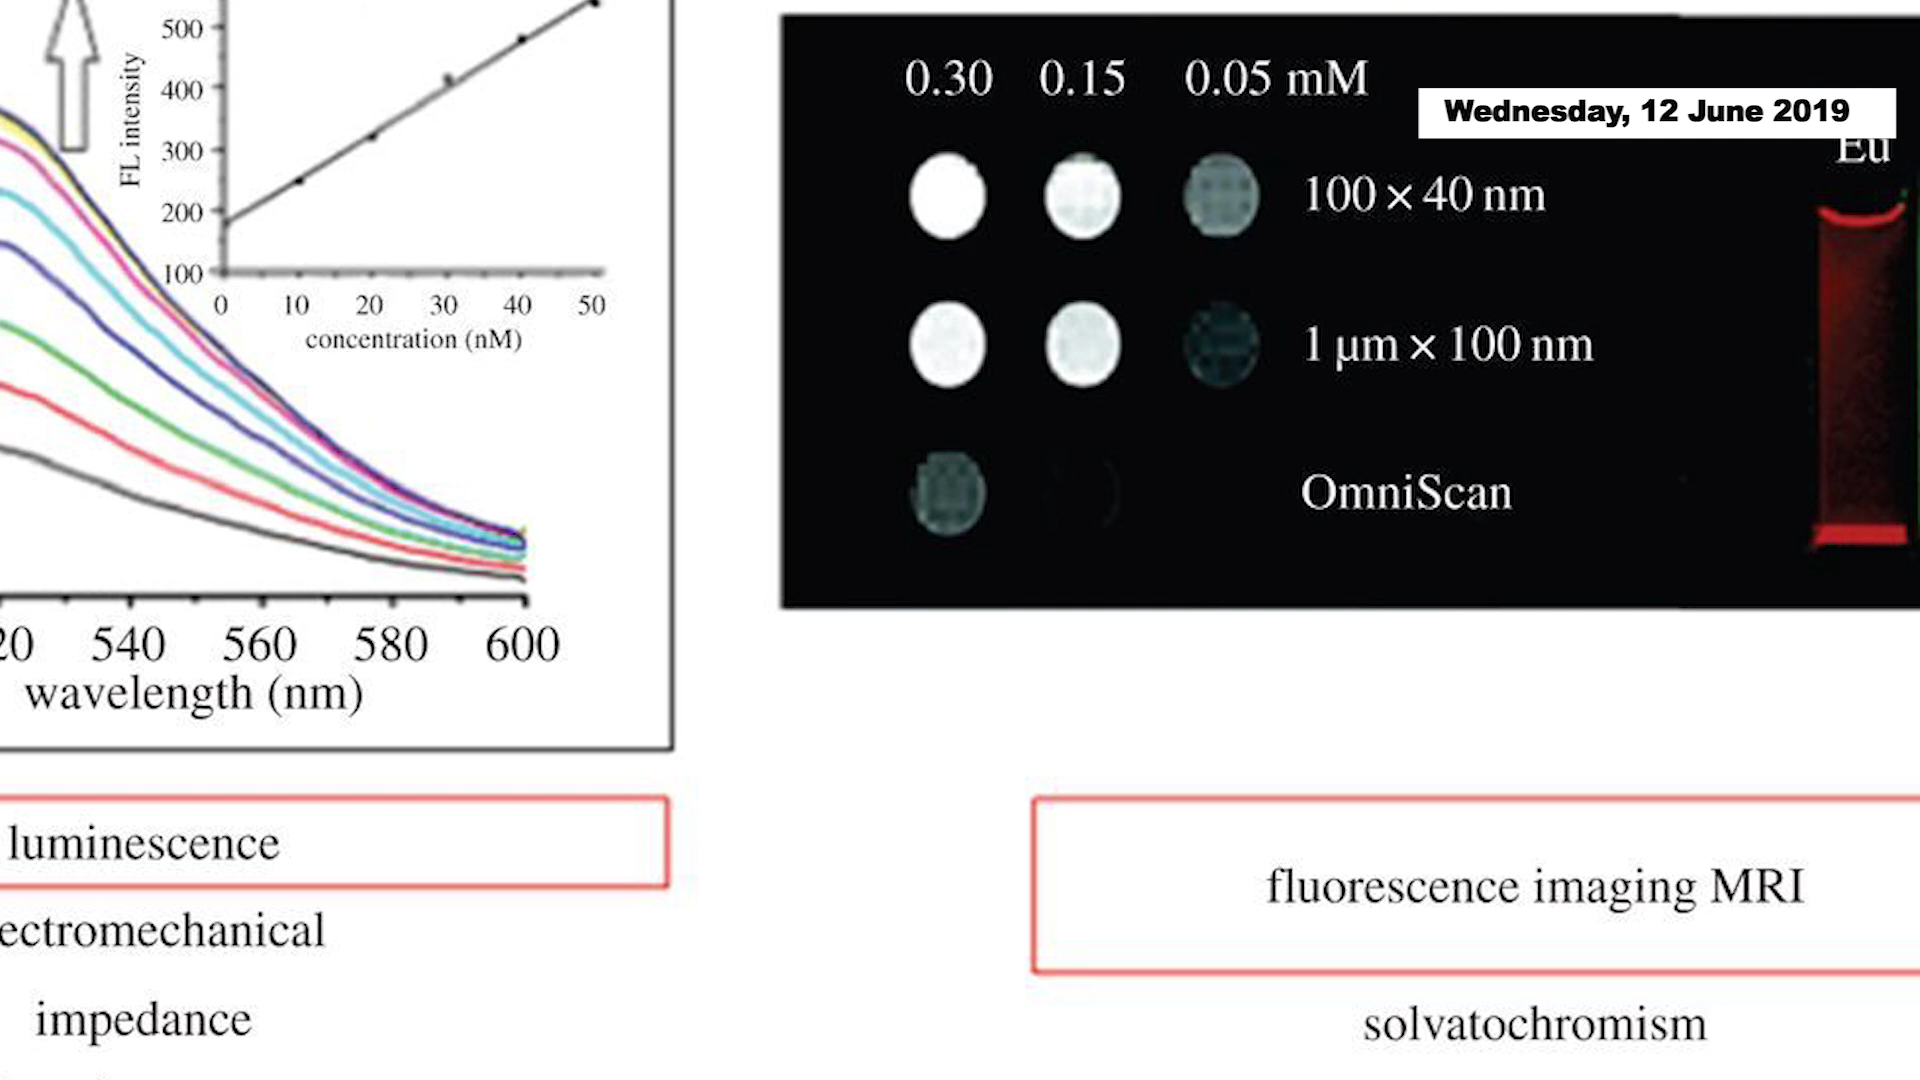 500
400
300
200
100
FL intensity
0 10 20 30 40 50
concentration (nM)
540 560 580 600
wavelength (nm)
luminescence
ectromechanical
impedance
0.30 0.15 0.05 mM
Wednesday, 12 June 2019
Eu
100 × 40 nm
1 µm × 100 nm
OmniScan
fluorescence imaging MRI
solvatochromism